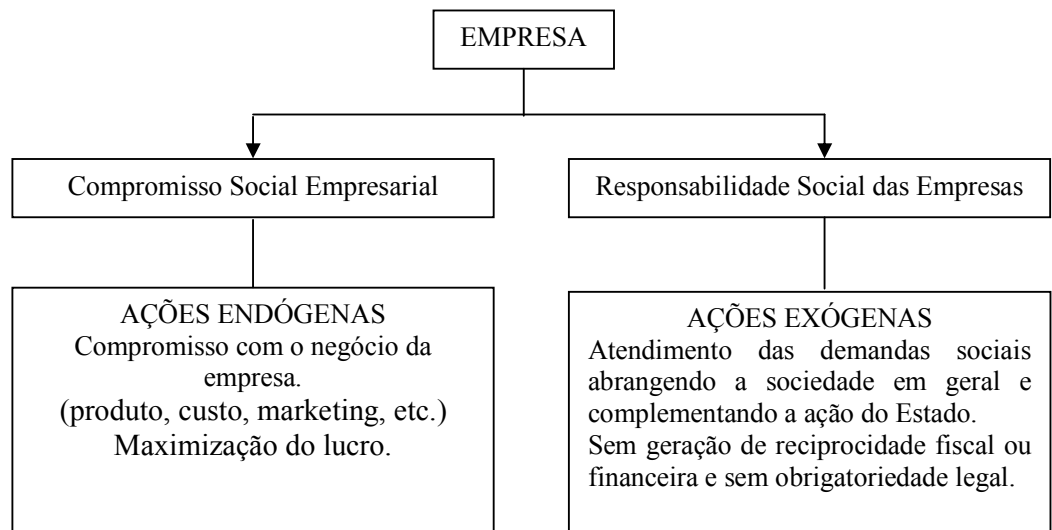 EMPRESA
Compromisso Social Empresarial
Responsabilidade Social das Empresas
AÇÕES ENDÓGENAS
Compromisso com o negócio da
empresa.
(produto, custo, marketing, etc.)
Maximização do lucro.
AÇÕES EXÓGENAS
Atendimento das demandas sociais
abrangendo a sociedade em geral e
complementando a ação do Estado.
Sem geração de reciprocidade fiscal ou
financeira e sem obrigatoriedade legal.